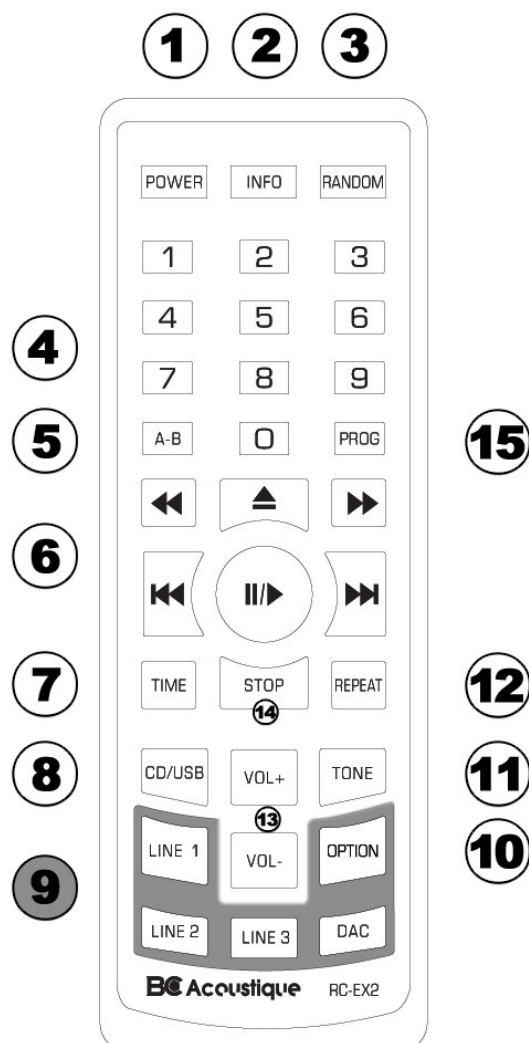 1 2 3
POWER INFO RANDOM
1 2 3
4 5 6
4
7 8 9
5 A-B 0 PROG 15
6
7 TIME STOP REPEAT 12
14
8 CD/USB VOL+ TONE 11
13
LINE 1 VOL- OPTION 10
9
LINE 2 LINE 3 DAC
BC Acoustique RC-EX2